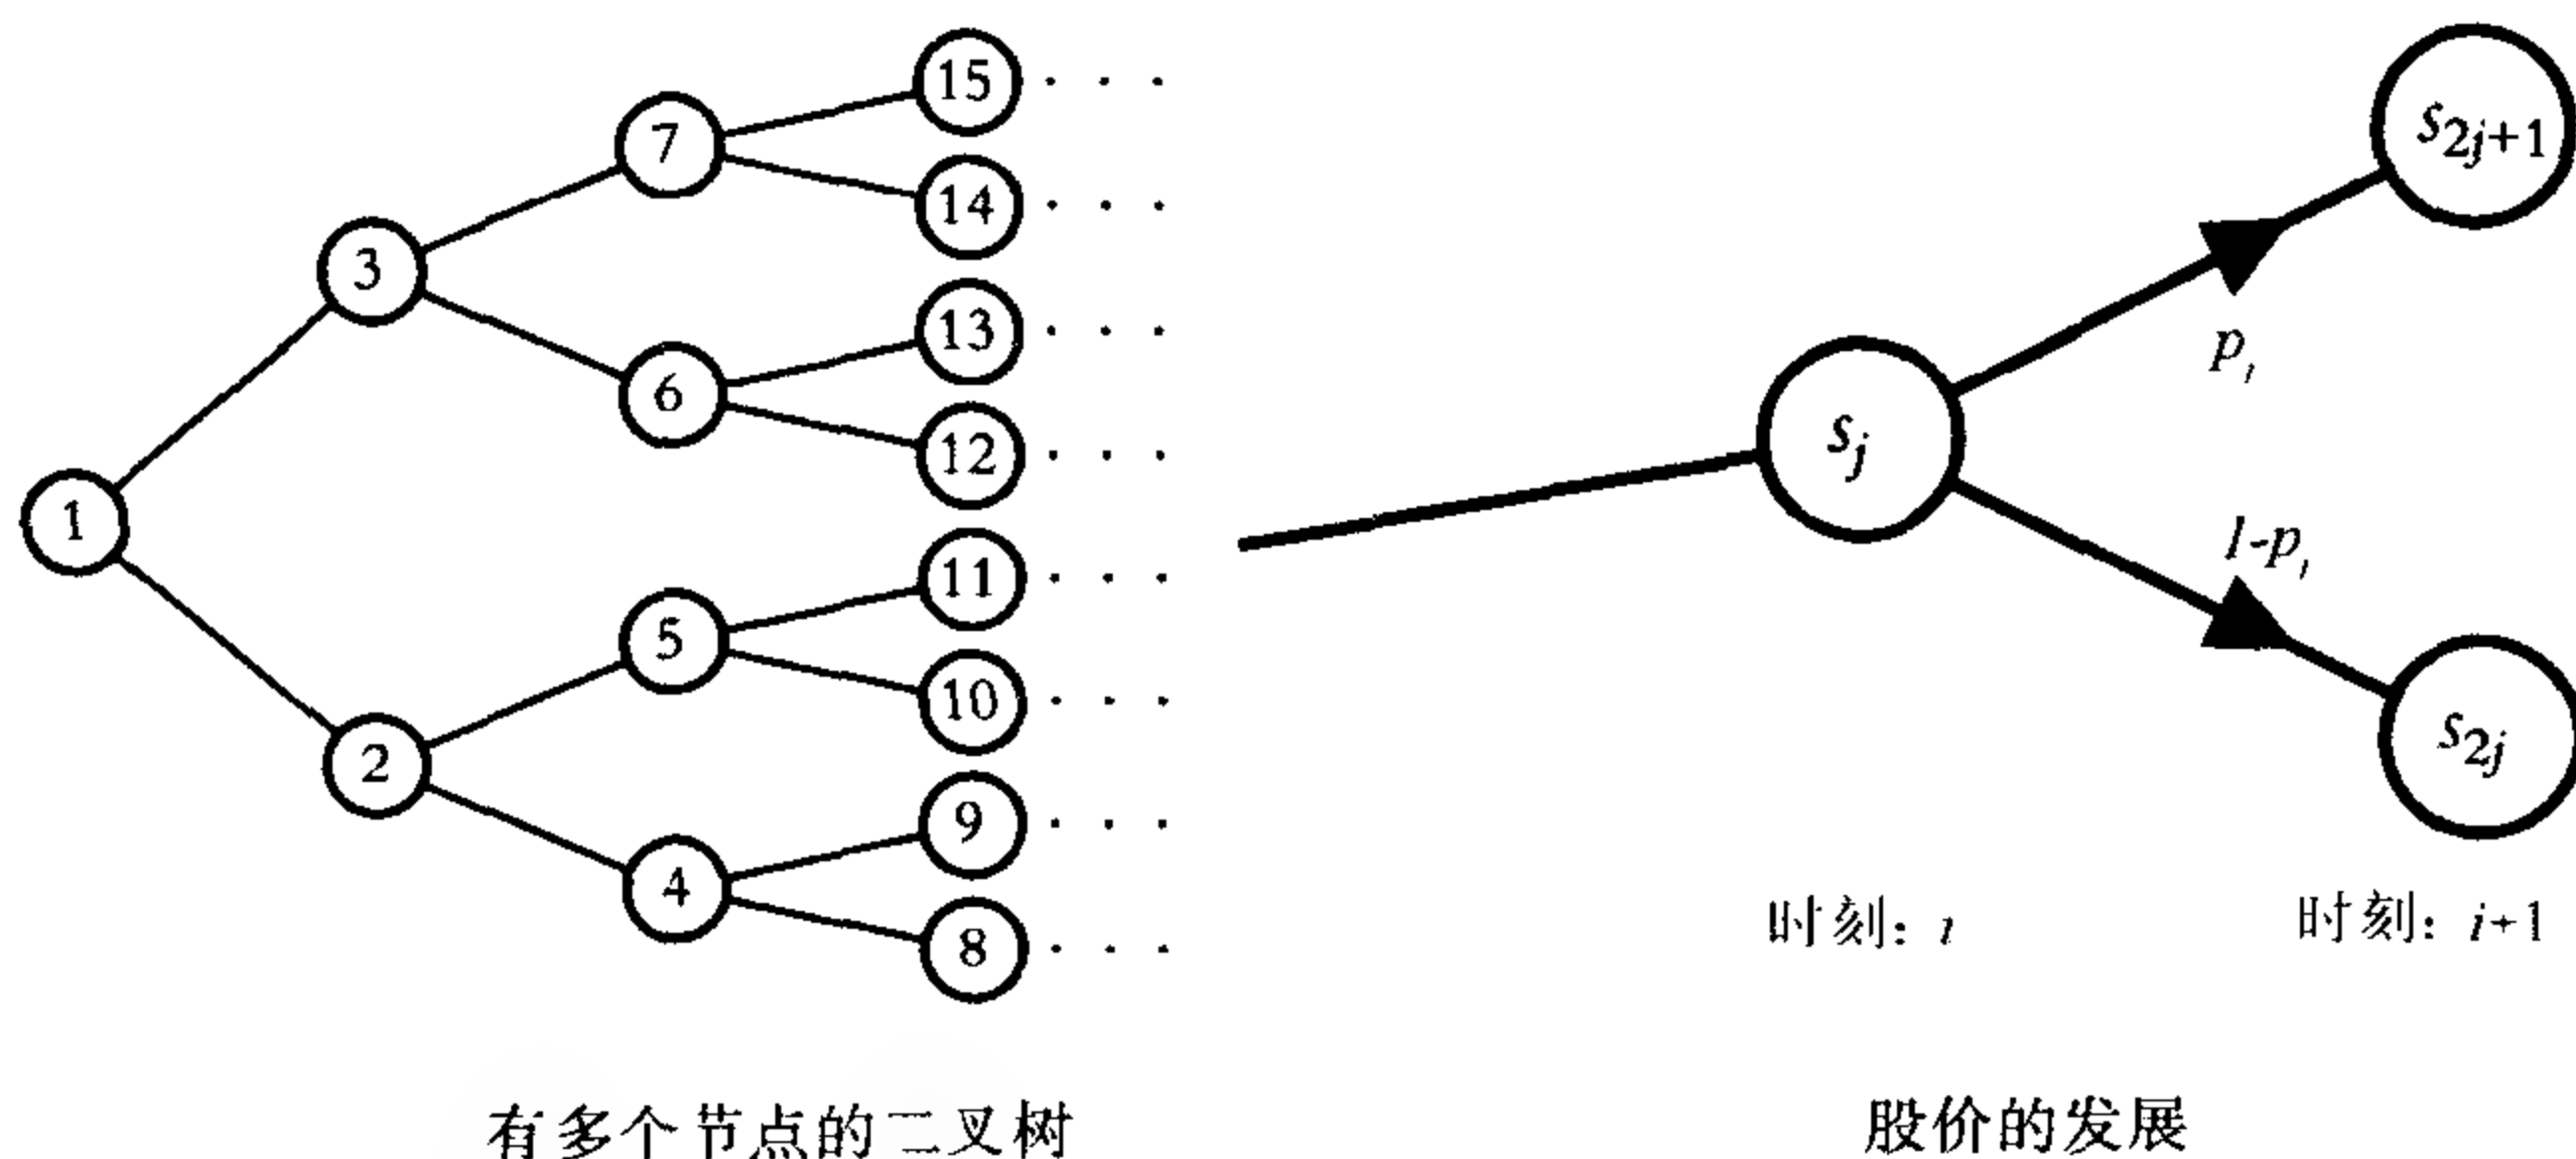 15 . . .
7
14 . . .
3
13 . . .
6
12 . . .
1
11 . . .
5
10 . . .
2
9 . . .
4
8 . . .
有多个节点的二叉树
s2j+1
pj
sj
1-pj
s2j
时刻: i
时刻: i+1
股价的发展